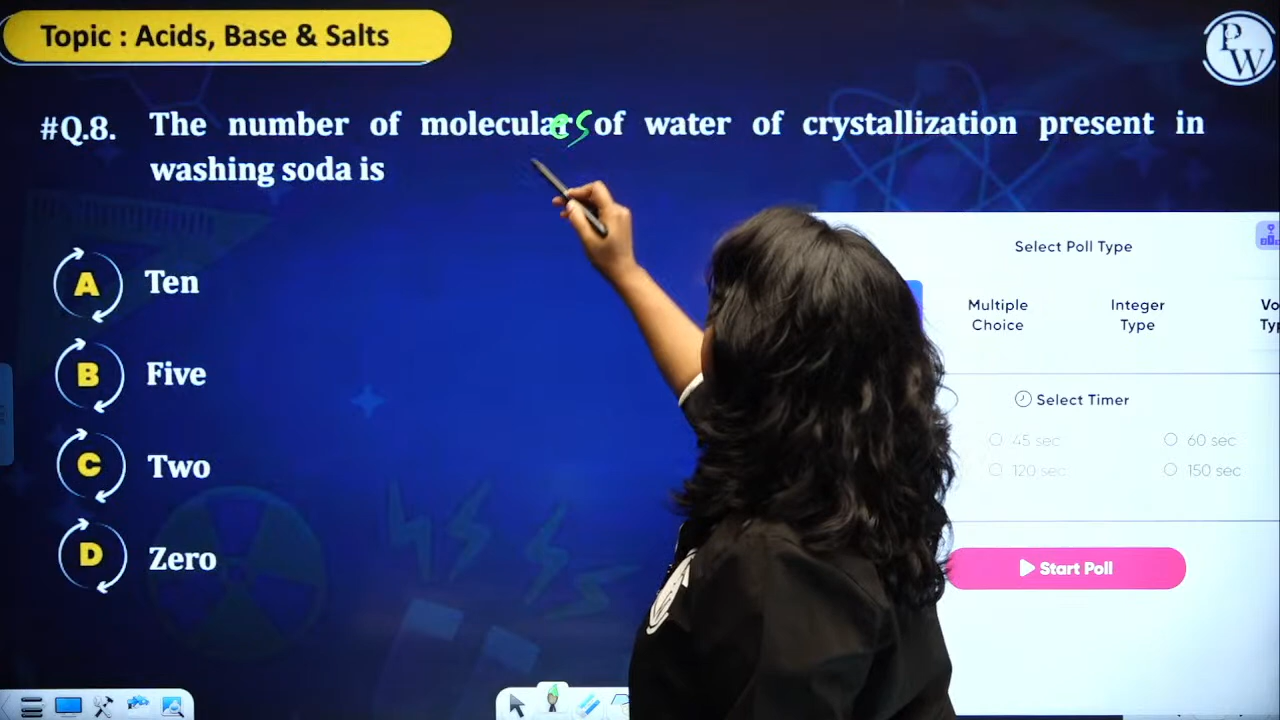 Topic : Acids, Base & Salts
PW
#Q.8. The number of molecules of water of crystallization present in
washing soda is
A Ten
B Five
C Two
D Zero
Select Poll Type
Multiple
Choice
Integer
Type
Select Timer
45 sec
60 sec
120 sec
150 sec
Start Poll